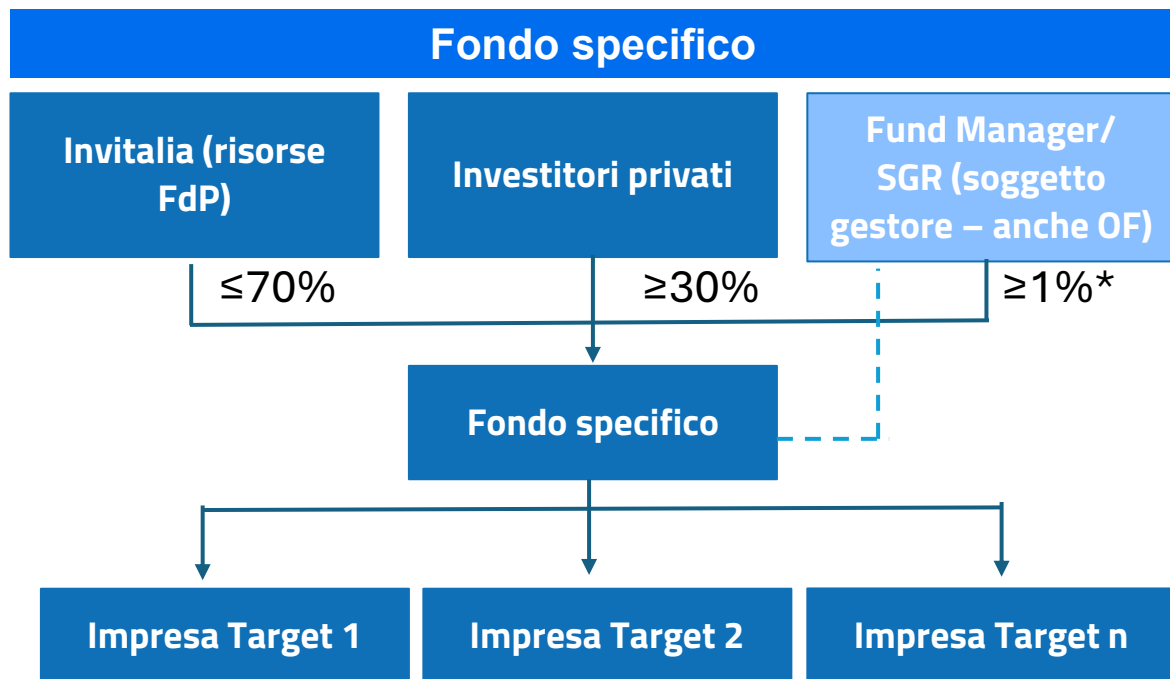 Fondo specifico
Invitalia (risorse
FdP)
Investitori privati
Fund Manager/
SGR (soggetto
gestore – anche OF)
≤70%
≥30%
≥1%*
Fondo specifico
Impresa Target 1
Impresa Target 2
Impresa Target n